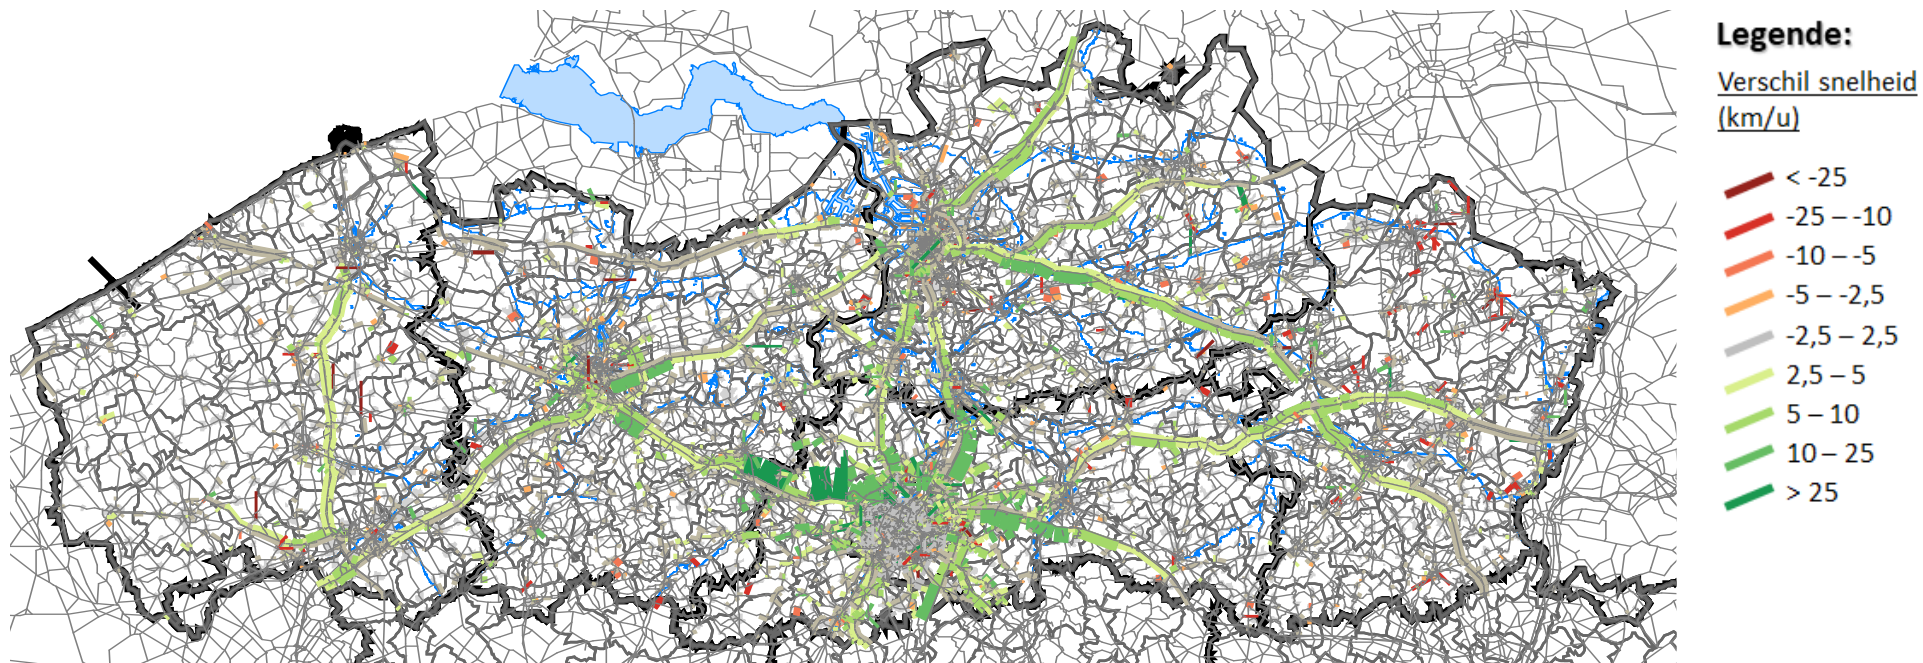 Legende:
Verschil snelheid
(km/u)
< -25
-25 – -10
-10 – -5
-5 – -2,5
-2,5 – 2,5
2,5 – 5
5 – 10
10 – 25
> 25